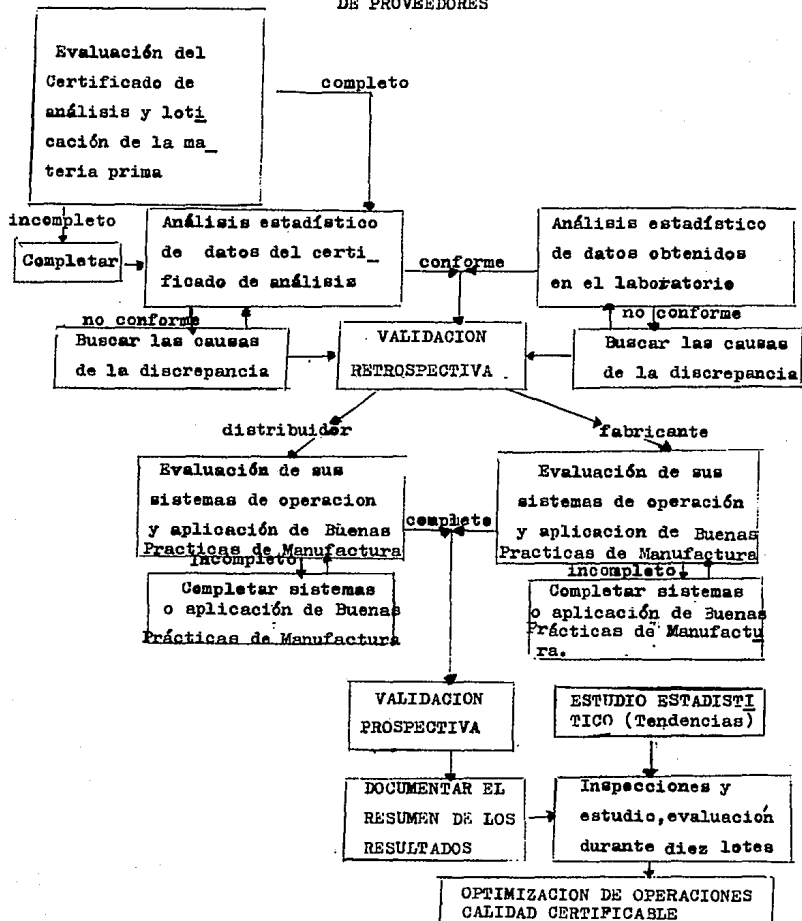 DE PROVEEDORES
Evaluación del
Certificado de
análisis y loti
cación de la ma_
teria prima
completo
incompleto
Completar
Análisis estadístico
de datos del certi_
ficado de análisis
conforme
Análisis estadístico
de datos obtenidos
en el laboratorio
no conforme
Buscar las causas
de la discrepancia
VALIDACION
RETROSPECTIVA
no conforme
Buscar las causas
de la discrepancia
distribuidor
fabricante
Evaluación de sus
sistemas de operacion
y aplicación de Buenas
Practicas de Manufactura
complete
Evaluación de sus
sistemas de operación
y aplicacion de Buenas
Practicas de Manufactura
incompleto
Completar sistemas
o aplicación de Buenas
Prácticas de Manufactura
incompleto
Completar sistemas
o aplicación de Buenas
Prácticas de Manufactu
ra.
VALIDACION
PROSPECTIVA
ESTUDIO ESTADISTI
TICO (Tendencias)
DOCUMENTAR EL
RESUMEN DE LOS
RESULTADOS
Inspecciones y
estudio, evaluación
durante diez lotes
OPTIMIZACION DE OPERACIONES
CALIDAD CERTIFICABLE